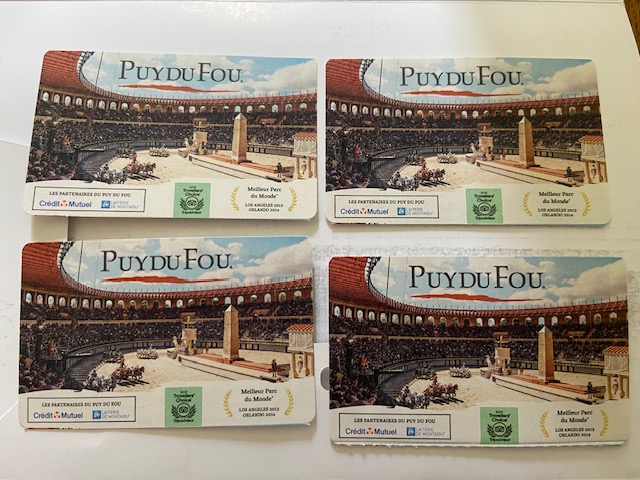 PUY DU FOU.
LES PARTENAIRES DU PUY DU FOU
Crédit Mutuel
LAITERIE
DE MONTAIGU
Travellers'
Choice
Tripadvisor
Meilleur Parc
du Monde*
LOS ANGELES 2012
ORLANDO 2014
PUY DU FOU.
LES PARTENAIRES DU PUY DU FOU
Crédit Mutuel
LAITERIE
DE MONTAIGU
Travellers'
Choice
Tripadvisor
Meilleur Parc
du Monde*
LOS ANGELES 2012
ORLANDO 2014
PUY DU FOU.
LES PARTENAIRES DU PUY DU FOU
Crédit Mutuel
LAITERIE
DE MONTAIGU
Travellers'
Choice
Tripadvisor
Meilleur Parc
du Monde*
LOS ANGELES 2012
ORLANDO 2014
PUY DU FOU.
LES PARTENAIRES DU PUY DU FOU
Crédit Mutuel
LAITERIE
DE MONTAIGU
Travellers'
Choice
Tripadvisor
Meilleur Parc
du Monde*
LOS ANGELES 2012
ORLANDO 2014